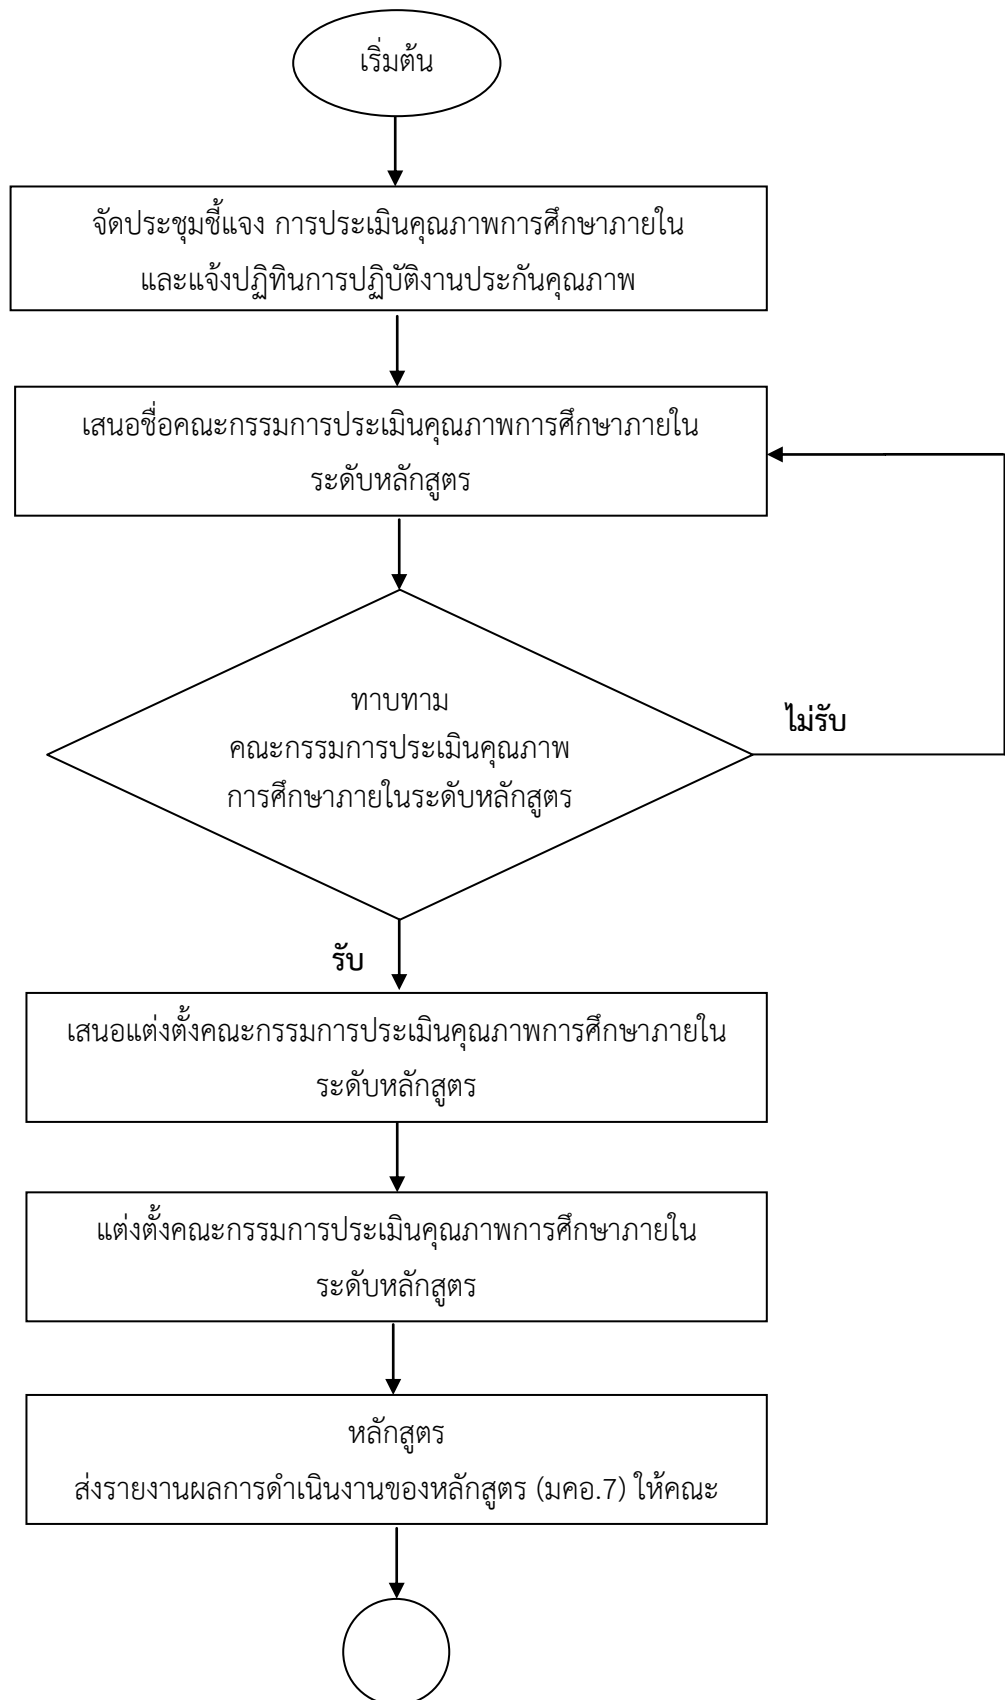 เริ่มต้น
จัดประชุมชี้แจง การประเมินคุณภาพการศึกษาภายใน
และแจ้งปฏิทินการปฏิบัติงานประกันคุณภาพ
เสนอชื่อคณะกรรมการประเมินคุณภาพการศึกษาภายใน
ระดับหลักสูตร
ทาบทาม
คณะกรรมการประเมินคุณภาพ
การศึกษาภายในระดับหลักสูตร
ไม่รับ
รับ
เสนอแต่งตั้งคณะกรรมการประเมินคุณภาพการศึกษาภายใน
ระดับหลักสูตร
แต่งตั้งคณะกรรมการประเมินคุณภาพการศึกษาภายใน
ระดับหลักสูตร
หลักสูตร
ส่งรายงานผลการดำเนินงานของหลักสูตร (มคอ.7) ให้คณะ